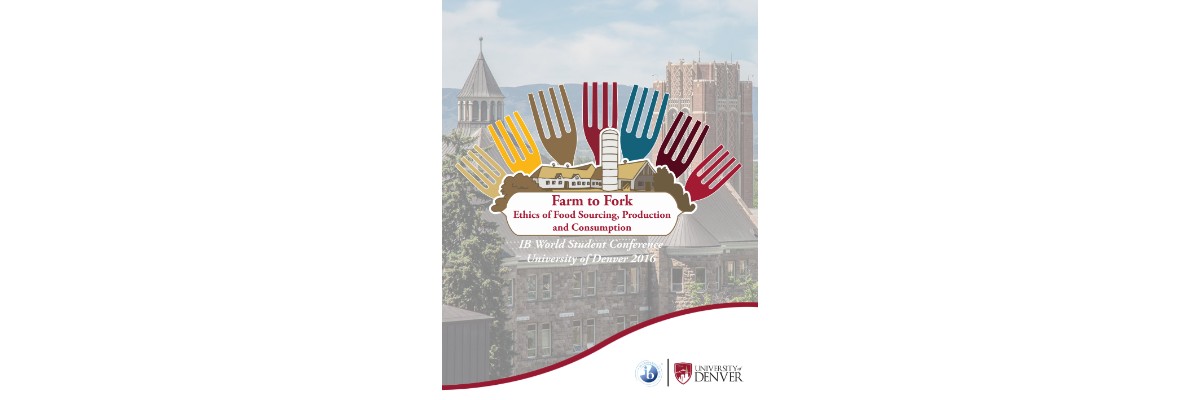 Farm to Fork
Ethics of Food Sourcing, Production
and Consumption
IB World Student Conference
University of Denver 2016
ib
UNIVERSITY of
DENVER